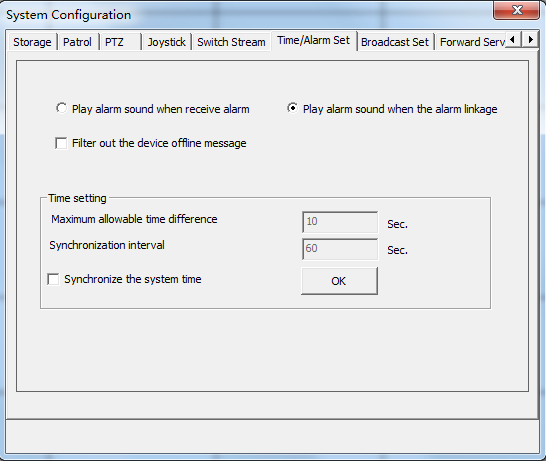 System Configuration
Storage Patrol PTZ Joystick Switch Stream Time/Alarm Set Broadcast Set Forward Serv
Play alarm sound when receive alarm Play alarm sound when the alarm linkage
Filter out the device offline message
Time setting
Maximum allowable time difference 10 Sec.
Synchronization interval 60 Sec.
Synchronize the system time OK